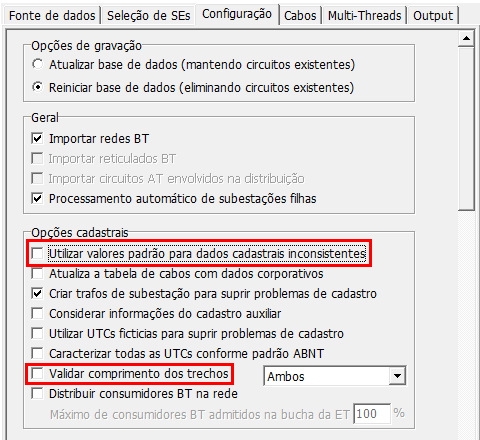 Fonte de dados Seleção de SEs Configuração Cabos Multi-Threads Output
Opções de gravação
Atualizar base de dados (mantendo circuitos existentes)
Reiniciar base de dados (eliminando circuitos existentes)
Geral
Importar redes BT
Importar reticulados BT
Importar circuitos AT envolvidos na distribuição
Processamento automático de subestações filhas
Opções cadastrais
Utilizar valores padrão para dados cadastrais inconsistentes
Atualiza a tabela de cabos com dados corporativos
Criar trafos de subestação para suprir problemas de cadastro
Considerar informações do cadastro auxiliar
Utilizar UTCs ficticias para suprir problemas de cadastro
Caracterizar todas as UTCs conforme padrão ABNT
Validar comprimento dos trechos Ambos
Distribuir consumidores BT na rede
Máximo de consumidores BT admitidos na bucha da ET 100 %